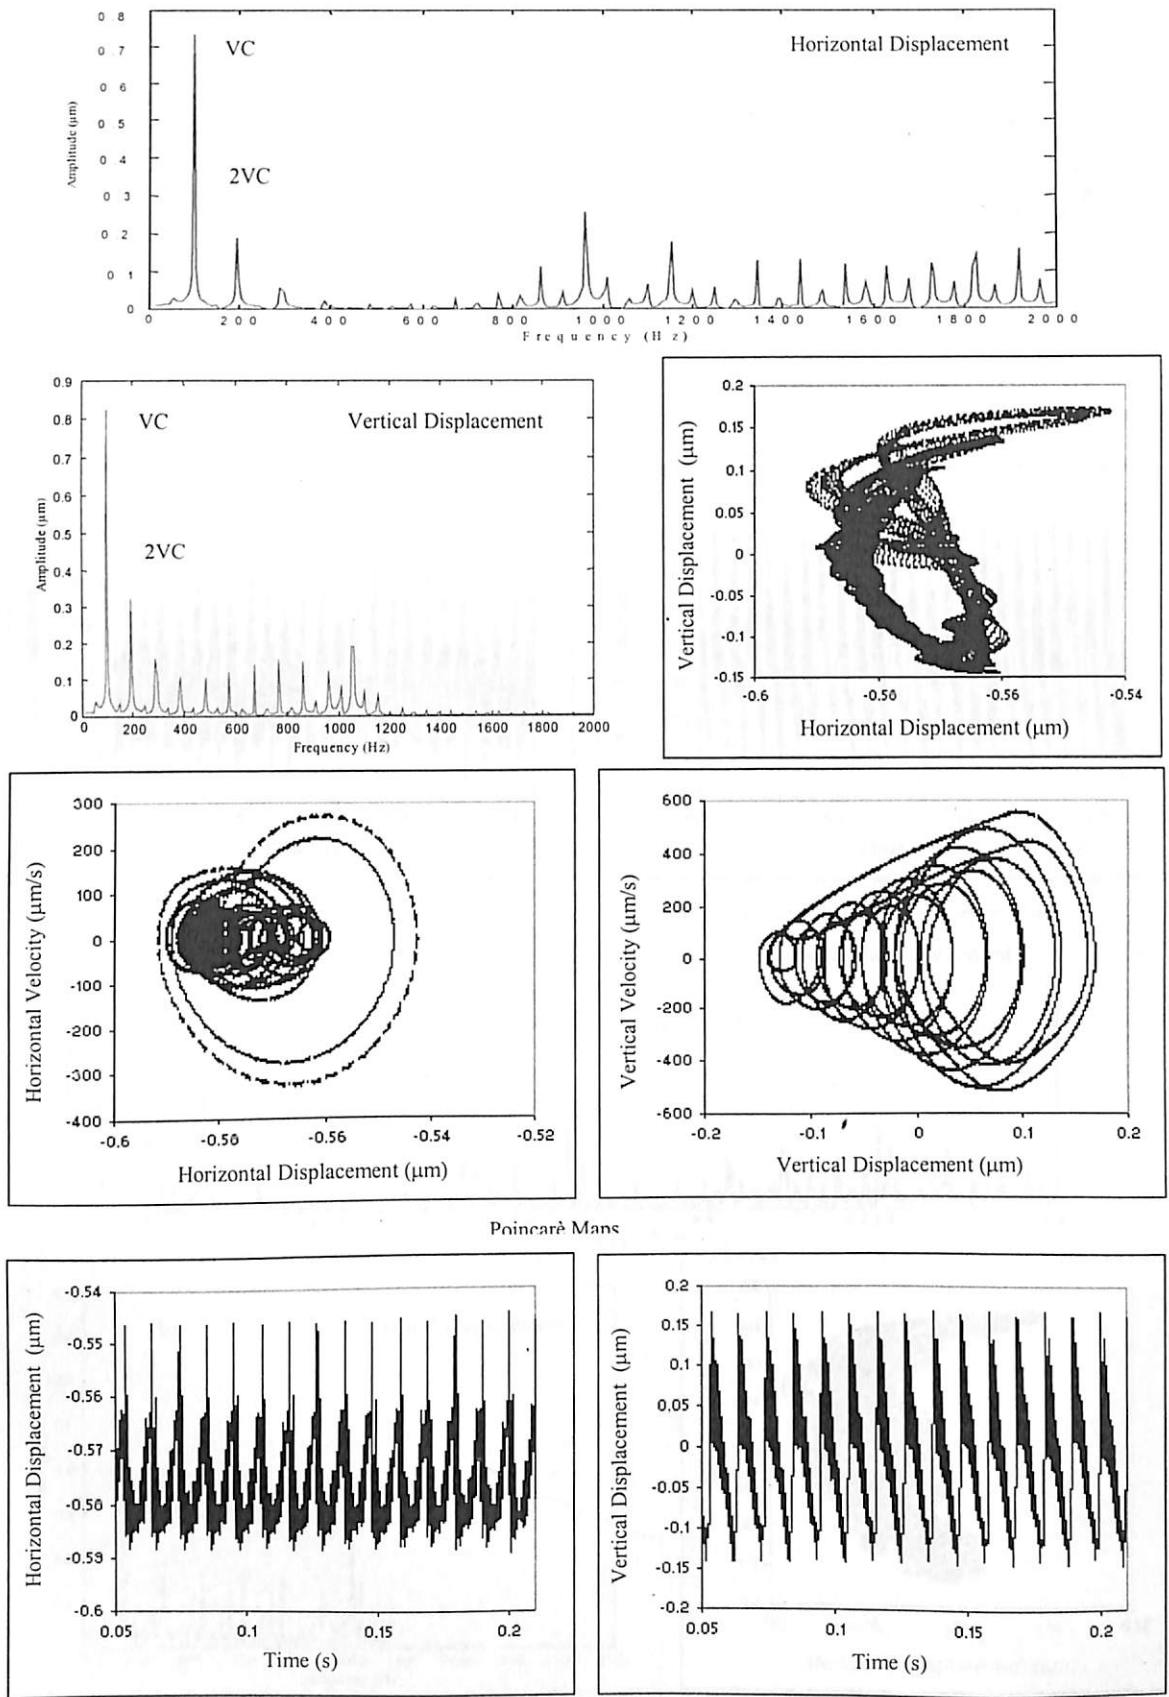 0.8
0.7
0.6
0.5
0.4
0.3
0.2
0.1
0
Amplitude (μm)
VC
2VC
Horizontal Displacement
0 200 400 600 800 1000 1200 1400 1600 1800 2000
Frequency (Hz)
0.9
0.8
0.7
0.6
0.5
0.4
0.3
0.2
0.1
0
Amplitude (μm)
VC
2VC
Vertical Displacement
0 200 400 600 800 1000 1200 1400 1600 1800 2000
Frequency (Hz)
0.2
0.15
0.1
0.05
0
-0.05
-0.1
-0.15
Vertical Displacement (μm)
-0.6 -0.50 -0.56 -0.54
Horizontal Displacement (μm)
300
200
100
0
-100
-200
-300
-400
Horizontal Velocity (μm/s)
-0.6 -0.50 -0.56 -0.54 -0.52
Horizontal Displacement (μm)
600
400
200
0
-200
-400
-600
Vertical Velocity (μm/s)
-0.2 -0.1 0 0.1 0.2
Vertical Displacement (μm)
Poincarè Maps
-0.54
-0.55
-0.56
-0.57
-0.50
-0.59
-0.6
Horizontal Displacement (μm)
0.05 0.1 0.15 0.2
Time (s)
0.2
0.15
0.1
0.05
0
-0.05
-0.1
-0.15
-0.2
Vertical Displacement (μm)
0.05 0.1 0.15 0.2
Time (s)